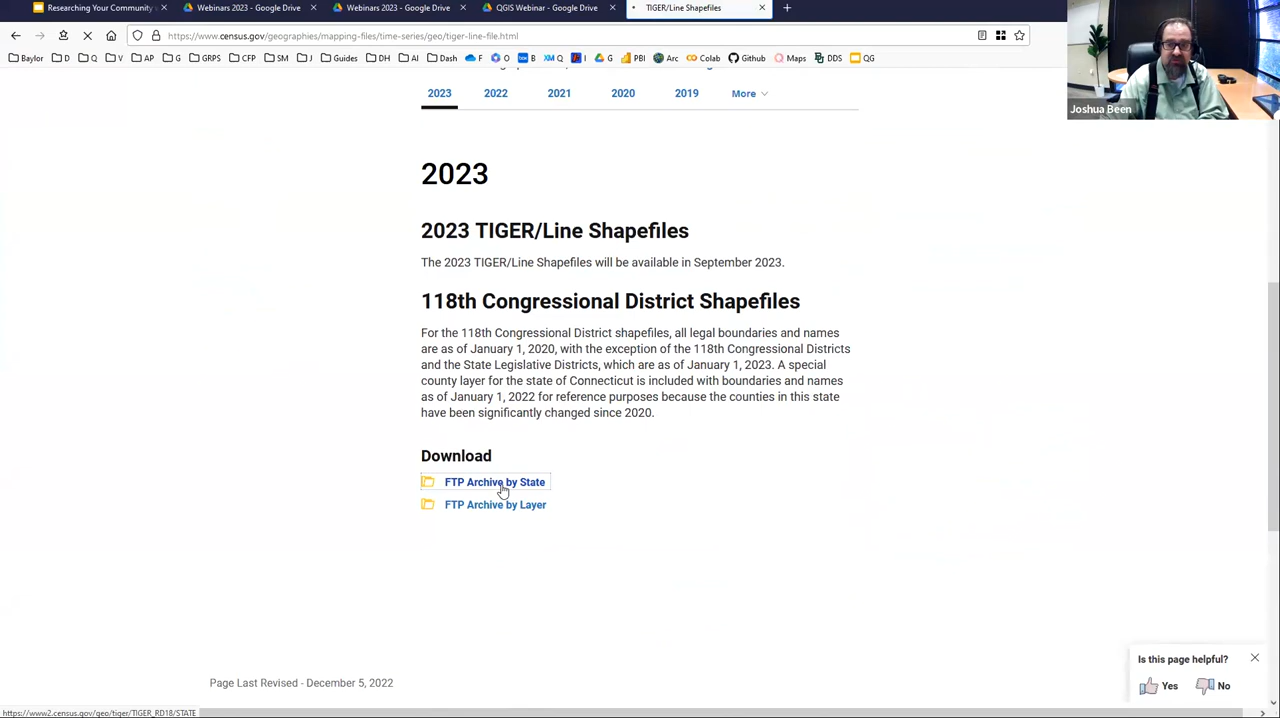 Researching Your Community
Webinars 2023 - Google Drive
Webinars 2023 - Google Drive
QGIS Webinar - Google Drive
TIGER/Line Shapefiles
https://www.census.gov/geographies/mapping-files/time-series/geo/tiger-line-file.html
Baylor D Q V AP G GRPS CFP SM J Guides DH AI Dash F O B XM Q I G PBI Arc Colab Github Maps DDS QG
2023 2022 2021 2020 2019 More
Joshua Been
2023
2023 TIGER/Line Shapefiles
The 2023 TIGER/Line Shapefiles will be available in September 2023.
118th Congressional District Shapefiles
For the 118th Congressional District shapefiles, all legal boundaries and names
are as of January 1, 2020, with the exception of the 118th Congressional Districts
and the State Legislative Districts, which are as of January 1, 2023. A special
county layer for the state of Connecticut is included with boundaries and names
as of January 1, 2022 for reference purposes because the counties in this state
have been significantly changed since 2020.
Download
FTP Archive by State
FTP Archive by Layer
Is this page helpful?
Yes No
Page Last Revised - December 5, 2022
https://www2.census.gov/geo/tiger/TIGER_RD18/STATE